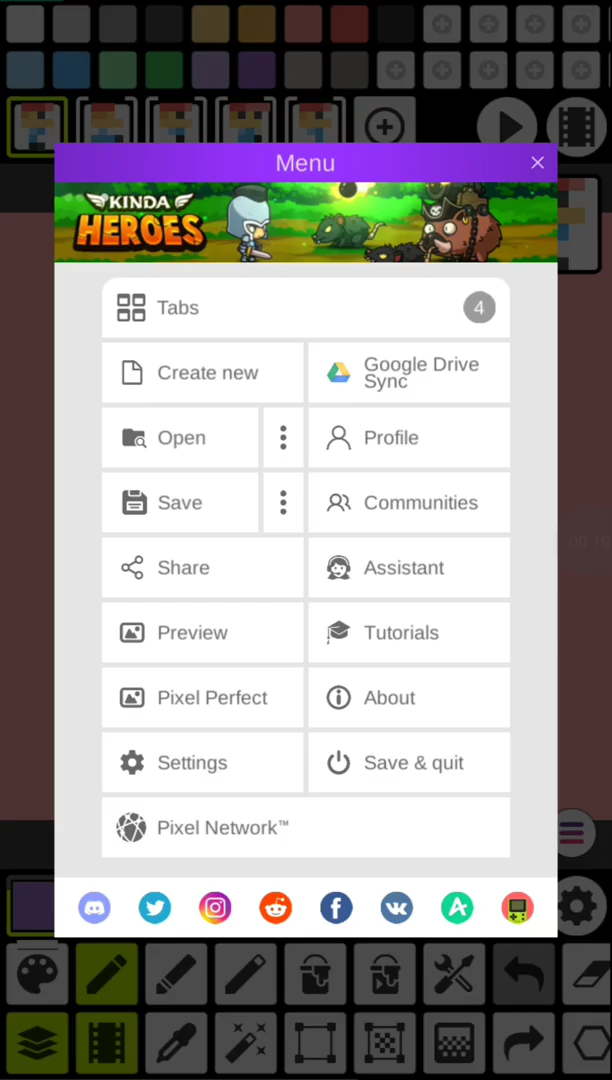 Menu
KINDA
HEROES
Tabs
4
Create new
Google Drive
Sync
Open
Profile
Save
Communities
Share
Assistant
Preview
Tutorials
Pixel Perfect
About
Settings
Save & quit
Pixel Network™